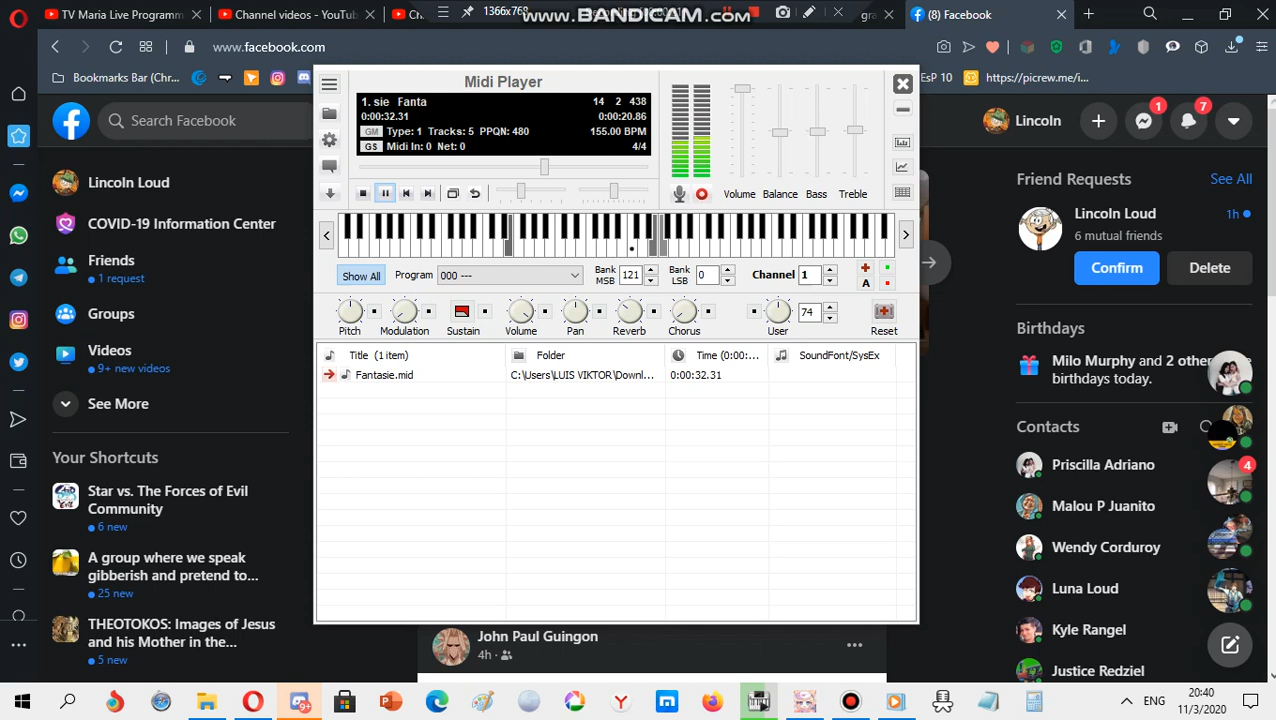 TV Maria Live Programm
Channel videos - YouTub
Ch
1366x768
www.BANDICAM.com
gra
(8) Facebook
www.facebook.com
Bookmarks Bar (Chr...
EsP 10
https://picrew.me/i...
Search Facebook
Lincoln
1
7
Lincoln Loud
COVID-19 Information Center
Friends
1 request
Groups
Videos
9+ new videos
See More
Your Shortcuts
Star vs. The Forces of Evil
Community
6 new
A group where we speak
gibberish and pretend to...
25 new
THEOTOKOS: Images of Jesus
and his Mother in the...
5 new
Midi Player
1. sie Fanta 14 2 438
0:00:32.31 0:00:20.86
GM Type: 1 Tracks: 5 PPQN: 480 155.00 BPM
GS Midi In: 0 Net: 0 4/4
Volume Balance Bass Treble
Show All Program 000 --- Bank MSB 121 Bank LSB 0 Channel 1
A
Pitch Modulation Sustain Volume Pan Reverb Chorus User 74 Reset
Title (1 item) Folder Time (0:00:... SoundFont/SysEx
Fantasie.mid C:\Users\LUIS VIKTOR\Downl... 0:00:32.31
John Paul Guingon
4h
Friend Requests See All
Lincoln Loud 1h
6 mutual friends
Confirm Delete
Birthdays
Milo Murphy and 2 others
birthdays today.
Contacts
4
Priscilla Adriano
Malou P Juanito
Wendy Corduroy
Luna Loud
Kyle Rangel
Justice Redziel
9+
ENG
20:40
11/3/2020